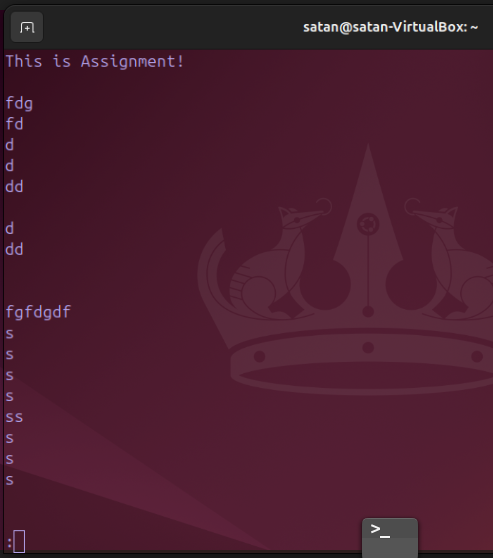 satan@satan-VirtualBox: ~
This is Assignment!
fdg
fd
d
d
dd
d
dd
fgfdgdf
s
s
s
s
ss
s
s
s
:
>_